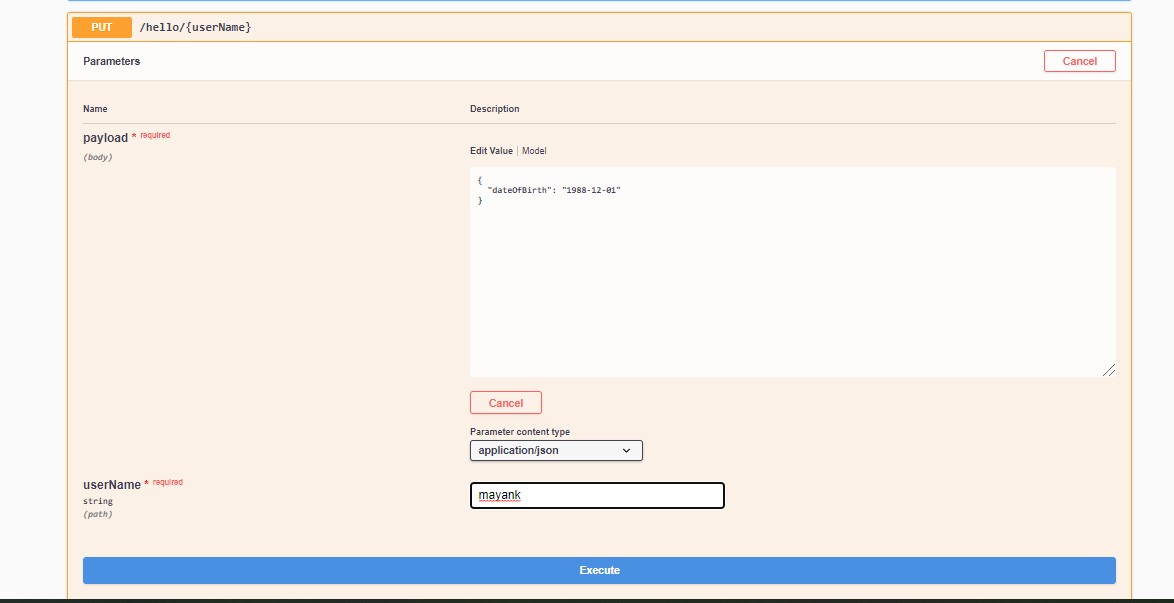 PUT /hello/{userName}
Parameters
Cancel
Name Description
payload * required
(body)
Edit Value | Model
{
"dateOfBirth": "1988-12-01"
}
Cancel
Parameter content type
application/json
userName * required
string
(path)
mayank
Execute